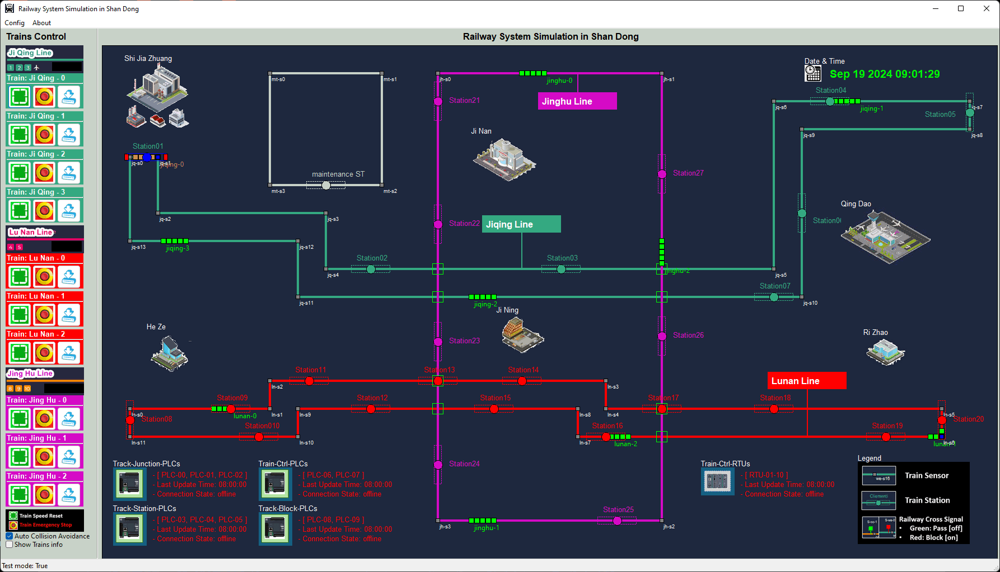 Railway System Simulation in Shan Dong
Config About
Trains Control
Ji Qing Line
1 2 3
Train: Ji Qing - 0
Train: Ji Qing - 1
Train: Ji Qing - 2
Train: Ji Qing - 3
Lu Nan Line
4 5
Train: Lu Nan - 0
Train: Lu Nan - 1
Train: Lu Nan - 2
Jing Hu Line
8 9 10
Train: Jing Hu - 0
Train: Jing Hu - 1
Train: Jing Hu - 2
Train Speed Reset
Train Emergency Stop
Auto Collision Avoidance
Show Trains info
Test mode: True
Railway System Simulation in Shan Dong
Shi Jia Zhuang
Date & Time
Sep 19 2024 09:01:29
mt-s0
mt-s1
jh-s0
jinghu-0
jh-s1
Jinghu Line
Station04
Station21
jq-s6
jiqing-1
jq-s7
Station05
Ji Nan
jq-s9
jq-s8
Station01
jq-s0
jq-s1
jiqing-0
maintenance ST
Station27
mt-s3
mt-s2
Qing Dao
jq-s2
jq-s3
Station22
Jiqing Line
jq-s13
jiqing-3
jq-s12
Station02
Station03
jq-s4
jq-s5
Station07
jq-s11
jiqing-2
jq-s10
Ji Ning
He Ze
Ri Zhao
Station23
Station26
Station11
Station13
Station14
ln-s2
ln-s3
Lunan Line
Station09
Station12
Station15
Station17
Station18
ln-s0
Station08
lunan-0
ln-s1
ln-s9
ln-s8
ln-s4
ln-s5
Station20
Station010
Station16
Station19
ln-s11
ln-s10
ln-s7
lunan-2
Track-Junction-PLCs
- [ PLC-00, PLC-01, PLC-02 ]
- Last Update Time: 08:00:00
- Connection State: offline
Train-Ctrl-PLCs
- [ PLC-06, PLC-07 ]
- Last Update Time: 08:00:00
- Connection State: offline
Station24
Train-Ctrl-RTUs
- [ RTU-01-10 ]
- Last Update Time: 08:00:00
- Connection State: offline
Track-Station-PLCs
- [ PLC-03, PLC-04, PLC-05 ]
- Last Update Time: 08:00:00
- Connection State: offline
Track-Block-PLCs
- [ PLC-08, PLC-09 ]
- Last Update Time: 08:00:00
- Connection State: offline
Station25
jh-s3
jinghu-1
jh-s2
Legend
we-s16
Train Sensor
Clementi
Train Station
Railway Cross Signal
• Green: Pass [off]
• Red: Block [on]